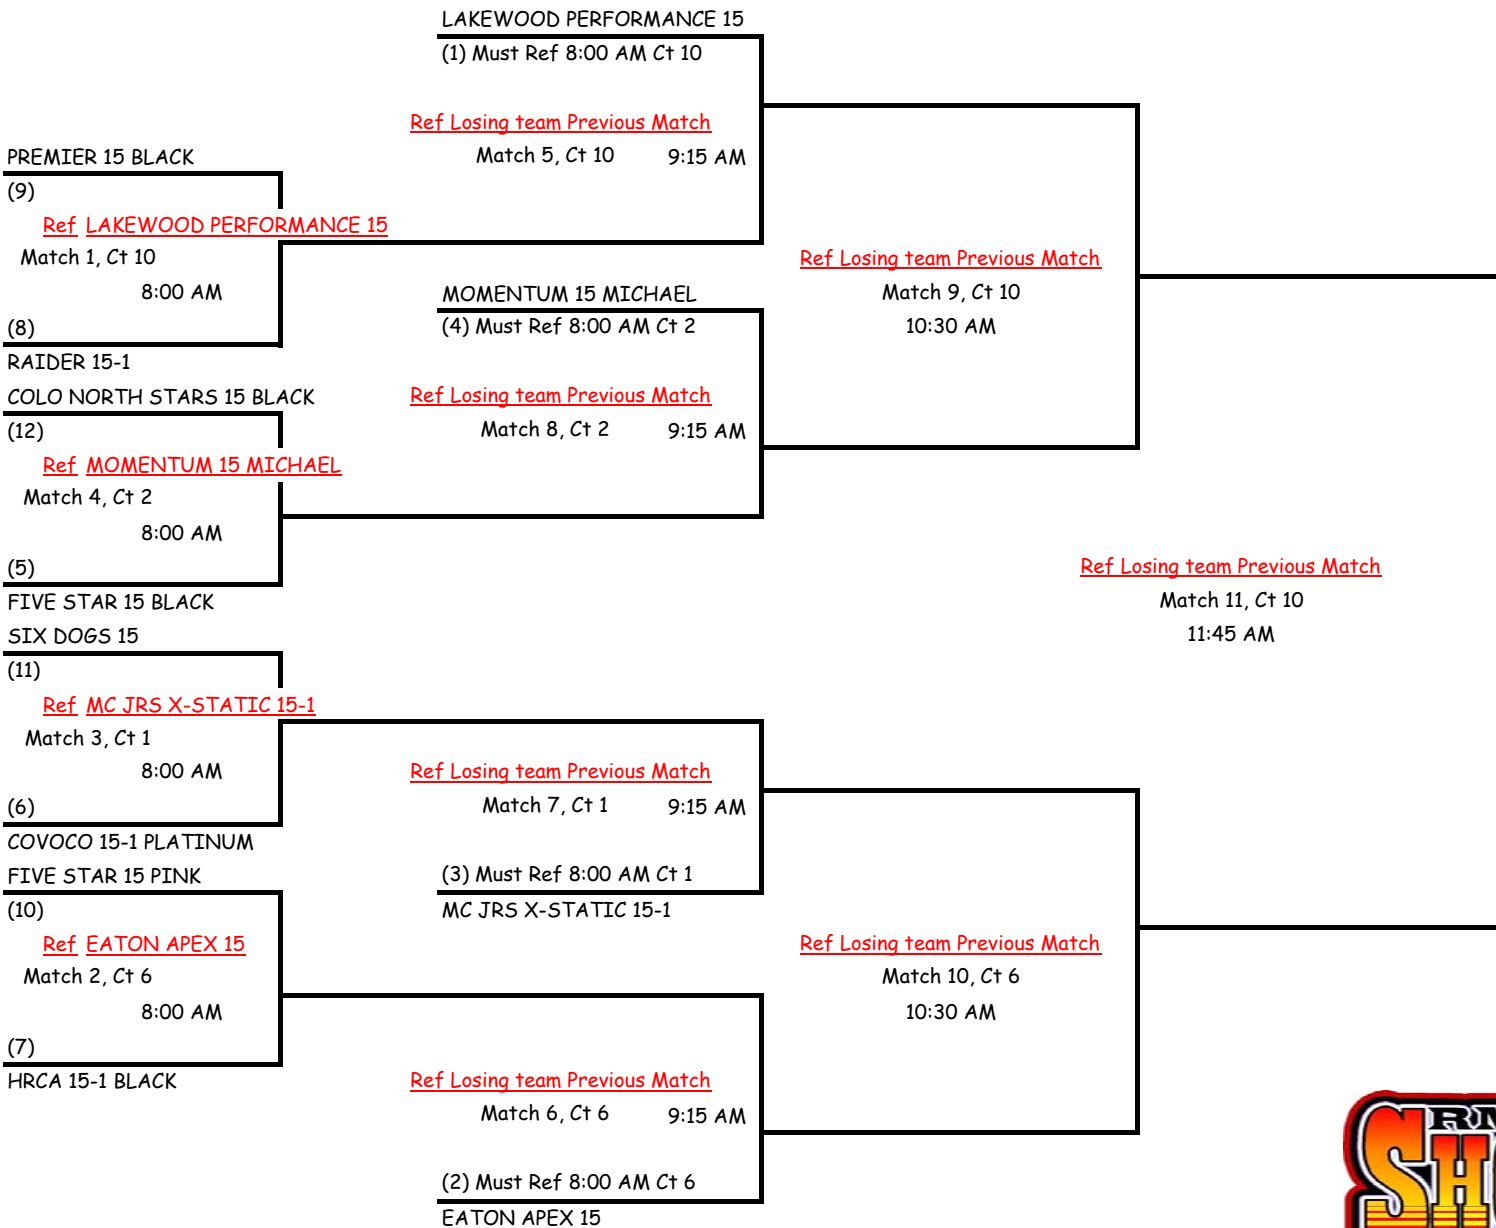 LAKEWOOD PERFORMANCE 15
(1) Must Ref 8:00 AM Ct 10
Ref Losing team Previous Match
Match 5, Ct 10 9:15 AM
PREMIER 15 BLACK
(9)
Ref LAKEWOOD PERFORMANCE 15
Match 1, Ct 10
8:00 AM
(8)
RAIDER 15-1
Ref Losing team Previous Match
Match 9, Ct 10
10:30 AM
MOMENTUM 15 MICHAEL
(4) Must Ref 8:00 AM Ct 2
COLO NORTH STARS 15 BLACK
(12)
Ref MOMENTUM 15 MICHAEL
Match 4, Ct 2
8:00 AM
(5)
FIVE STAR 15 BLACK
Ref Losing team Previous Match
Match 8, Ct 2 9:15 AM
Ref Losing team Previous Match
Match 11, Ct 10
11:45 AM
SIX DOGS 15
(11)
Ref MC JRS X-STATIC 15-1
Match 3, Ct 1
8:00 AM
(6)
COVOCO 15-1 PLATINUM
Ref Losing team Previous Match
Match 7, Ct 1 9:15 AM
(3) Must Ref 8:00 AM Ct 1
MC JRS X-STATIC 15-1
FIVE STAR 15 PINK
(10)
Ref EATON APEX 15
Match 2, Ct 6
8:00 AM
(7)
HRCA 15-1 BLACK
Ref Losing team Previous Match
Match 10, Ct 6
10:30 AM
Ref Losing team Previous Match
Match 6, Ct 6 9:15 AM
(2) Must Ref 8:00 AM Ct 6
EATON APEX 15